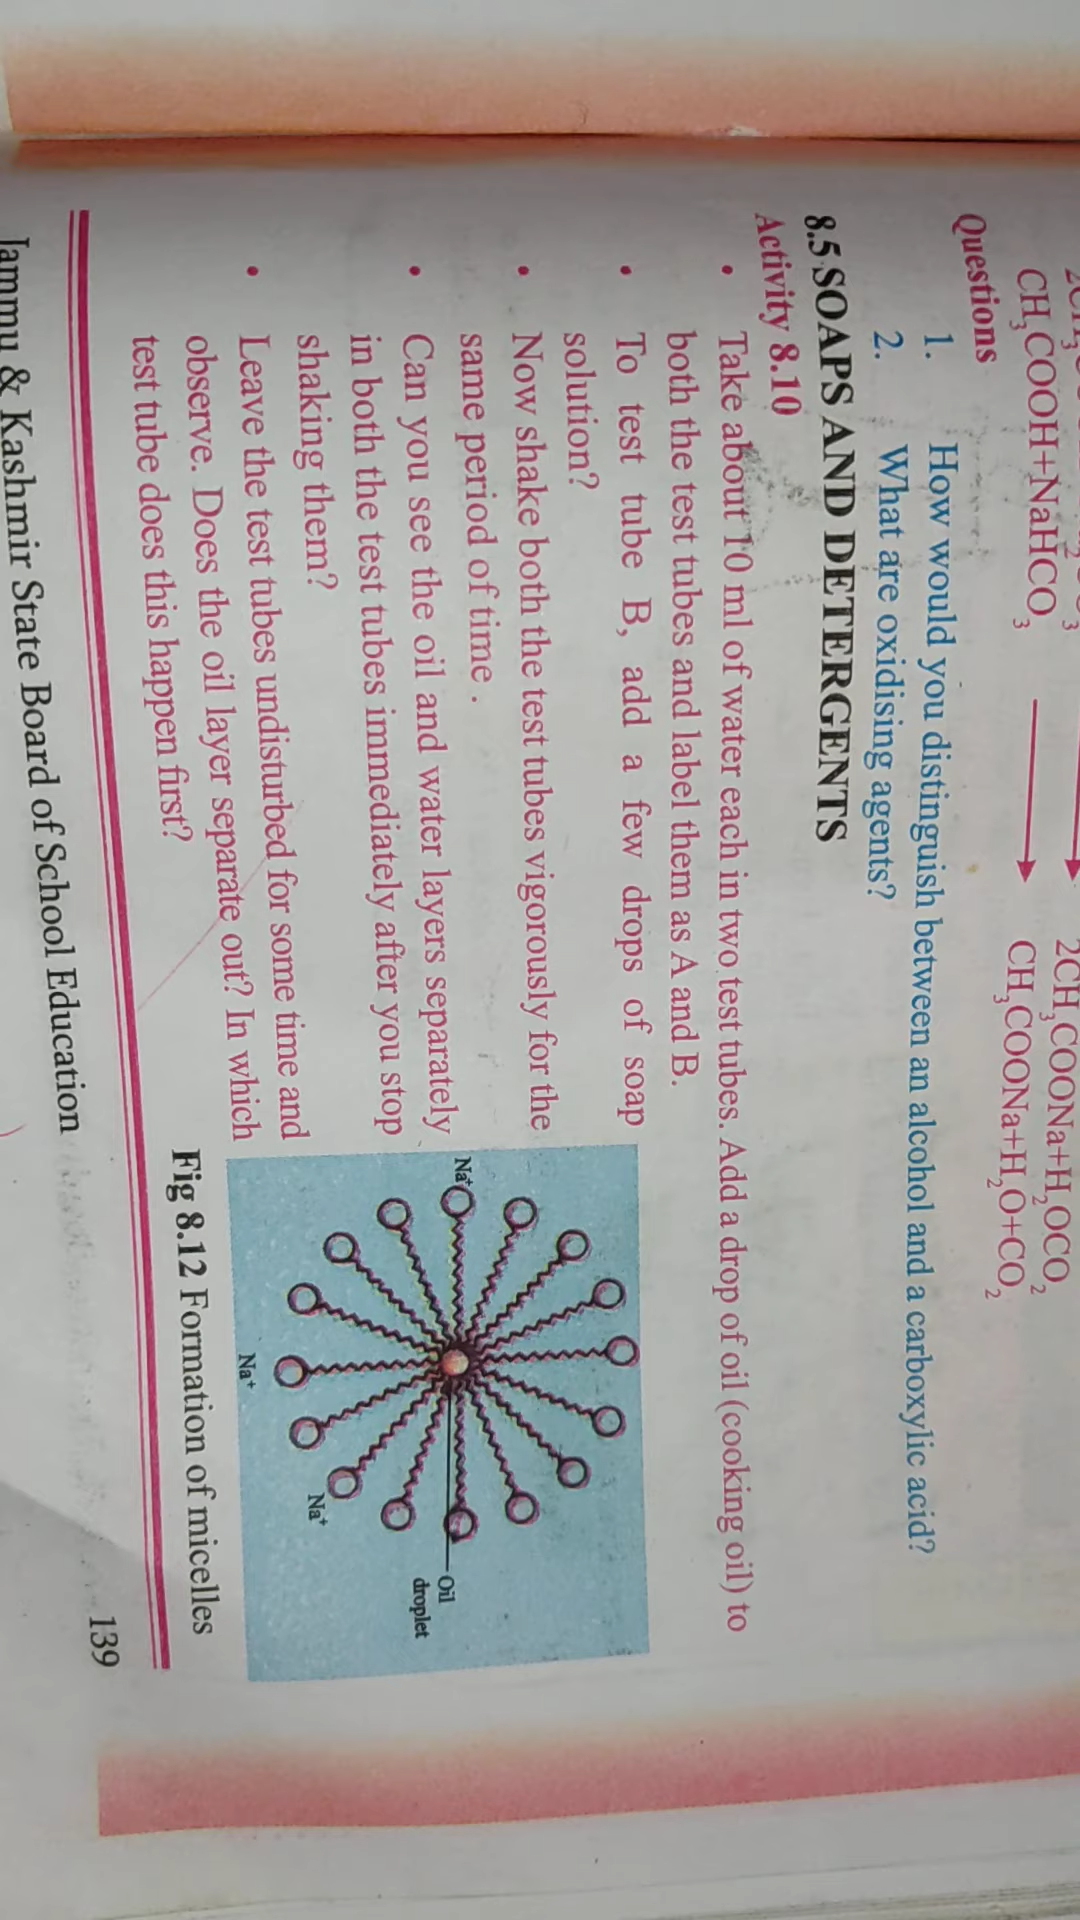 CH₃COOH+NaHCO₃ → 2CH₃COONa+H₂OCO₂
CH₃COONa+H₂O+CO₂
Questions
1. How would you distinguish between an alcohol and a carboxylic acid?
2. What are oxidising agents?
8.5 SOAPS AND DETERGENTS
Activity 8.10
• Take about 10 ml of water each in two test tubes. Add a drop of oil (cooking oil) to
both the test tubes and label them as A and B.
• To test tube B, add a few drops of soap
solution?
• Now shake both the test tubes vigorously for the
same period of time .
• Can you see the oil and water layers separately
in both the test tubes immediately after you stop
shaking them?
• Leave the test tubes undisturbed for some time and
observe. Does the oil layer separate out? In which
test tube does this happen first?
Na⁺
Oil
droplet
Na⁺
Na⁺
Fig 8.12 Formation of micelles
139
Jammu & Kashmir State Board of School Education